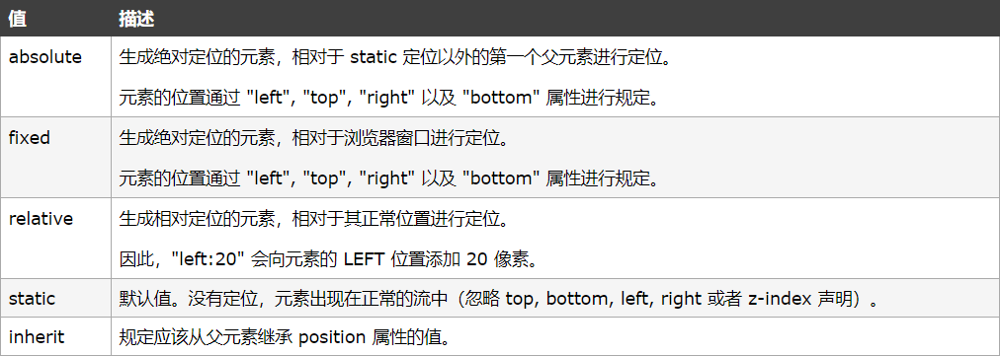 值 描述
absolute 生成绝对定位的元素，相对于 static 定位以外的第一个父元素进行定位。
元素的位置通过 "left", "top", "right" 以及 "bottom" 属性进行规定。
fixed 生成绝对定位的元素，相对于浏览器窗口进行定位。
元素的位置通过 "left", "top", "right" 以及 "bottom" 属性进行规定。
relative 生成相对定位的元素，相对于其正常位置进行定位。
因此，"left:20" 会向元素的 LEFT 位置添加 20 像素。
static 默认值。没有定位，元素出现在正常的流中（忽略 top, bottom, left, right 或者 z-index 声明）。
inherit 规定应该从父元素继承 position 属性的值。